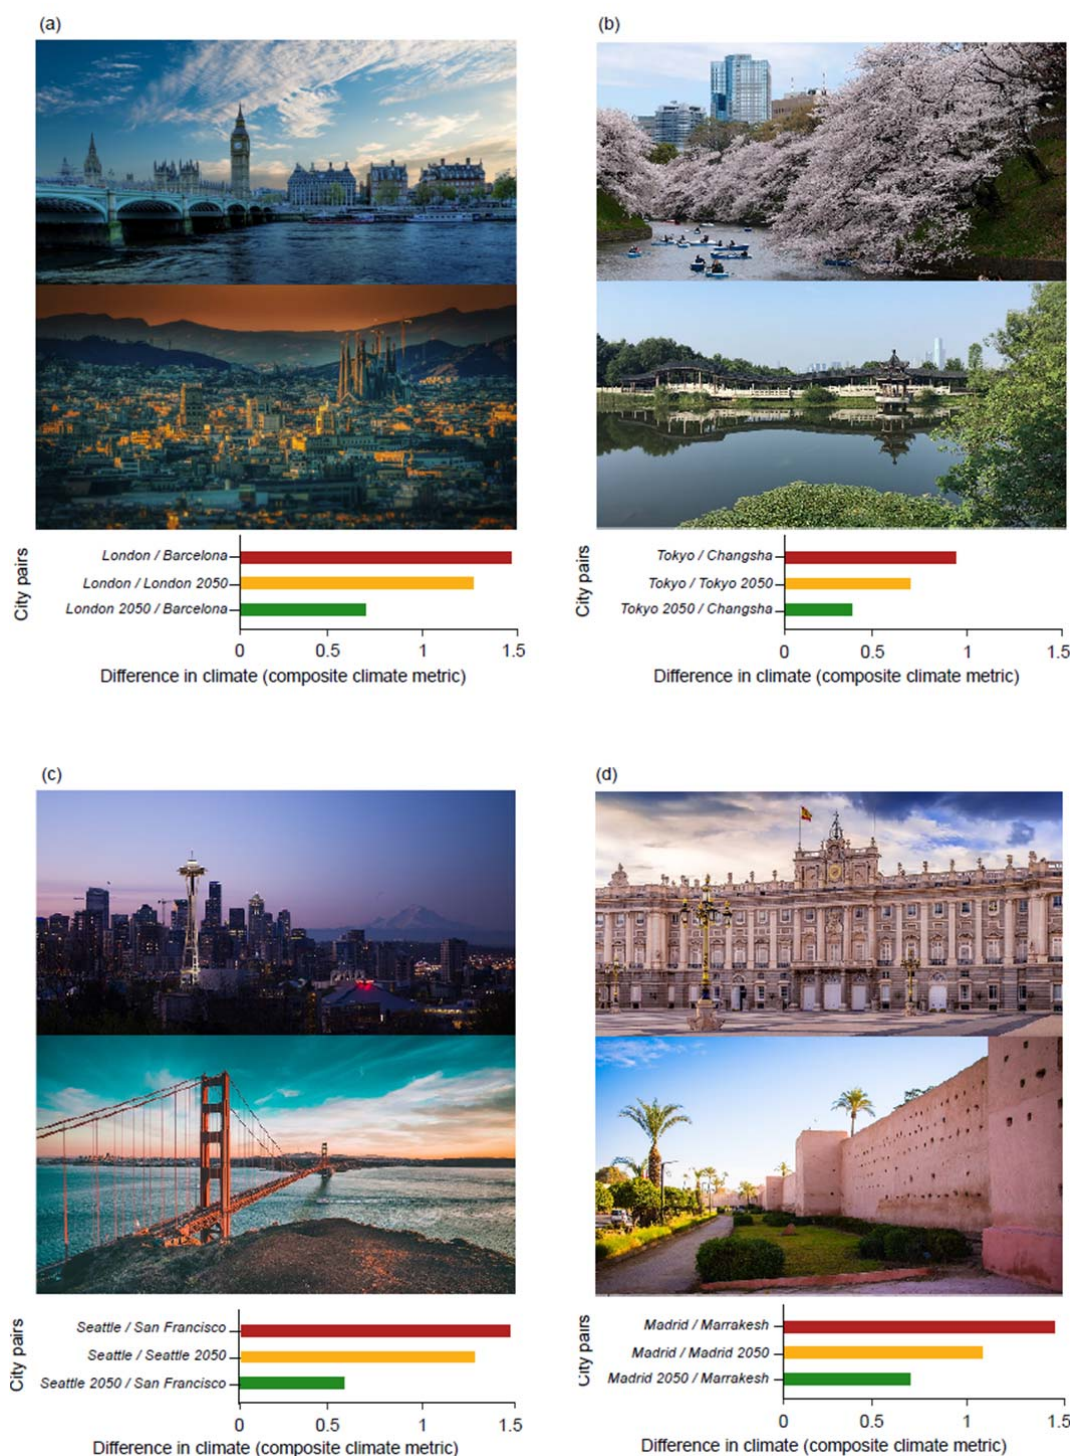 (a)
City pairs
London / Barcelona
London / London 2050
London 2050 / Barcelona
0 0.5 1 1.5
Difference in climate (composite climate metric)
(b)
City pairs
Tokyo / Changsha
Tokyo / Tokyo 2050
Tokyo 2050 / Changsha
0 0.5 1 1.5
Difference in climate (composite climate metric)
(c)
City pairs
Seattle / San Francisco
Seattle / Seattle 2050
Seattle 2050 / San Francisco
0 0.5 1 1.5
Difference in climate (composite climate metric)
(d)
City pairs
Madrid / Marrakesh
Madrid / Madrid 2050
Madrid 2050 / Marrakesh
0 0.5 1 1.5
Difference in climate (composite climate metric)